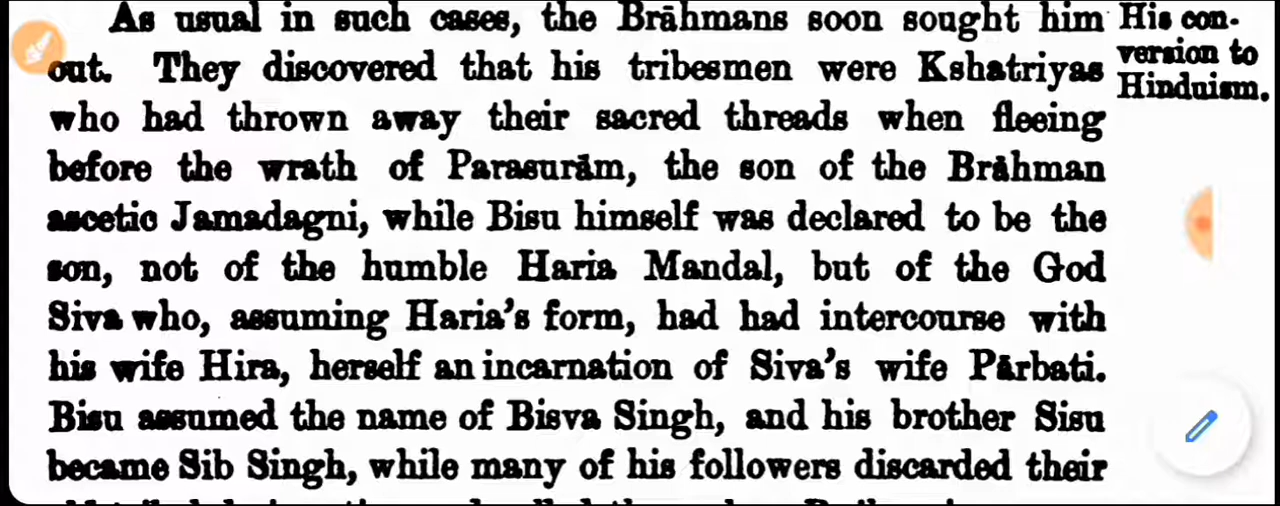 As usual in such cases, the Brāhmans soon sought him
out. They discovered that his tribesmen were Kshatriyas
who had thrown away their sacred threads when fleeing
before the wrath of Parasurām, the son of the Brāhman
ascetic Jamadagni, while Bisu himself was declared to be the
son, not of the humble Haria Mandal, but of the God
Siva who, assuming Haria's form, had had intercourse with
his wife Hira, herself an incarnation of Siva's wife Pārbati.
Bisu assumed the name of Bisva Singh, and his brother Sisu
became Sib Singh, while many of his followers discarded their
His con-
version to
Hinduism.